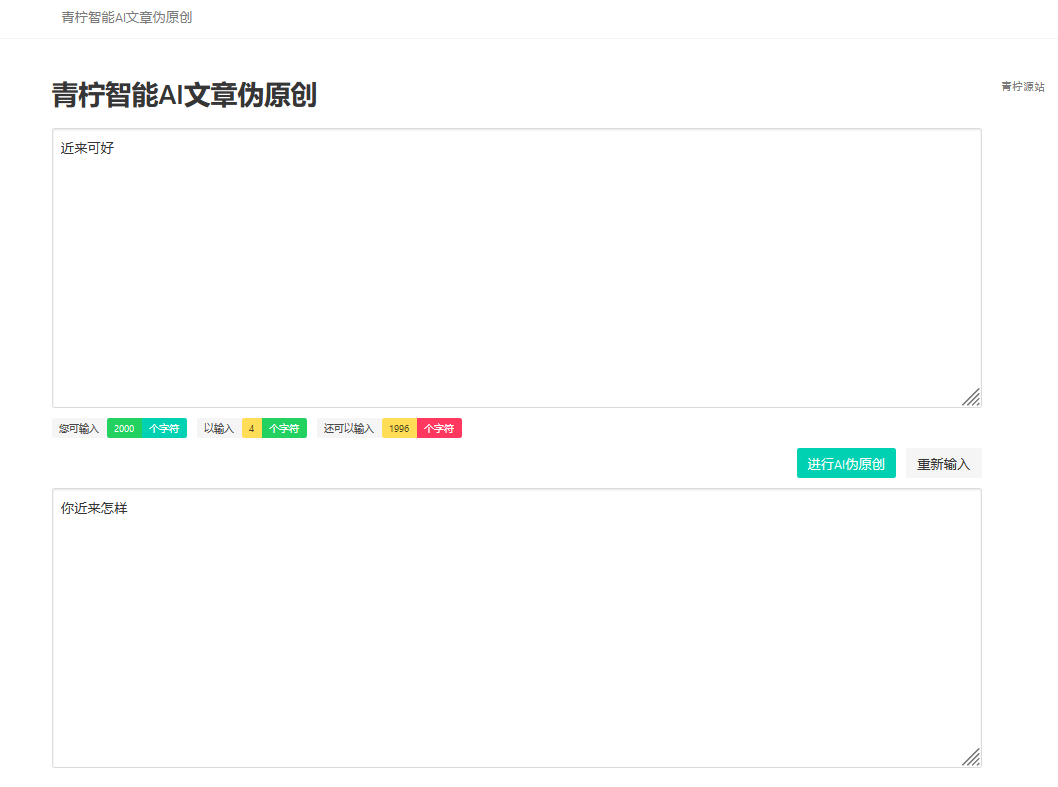 青柠智能AI文章伪原创
青柠智能AI文章伪原创
青柠源站
近来可好
您可输入 2000 个字符 以输入 4 个字符 还可以输入 1996 个字符
进行AI伪原创 重新输入
你近来怎样